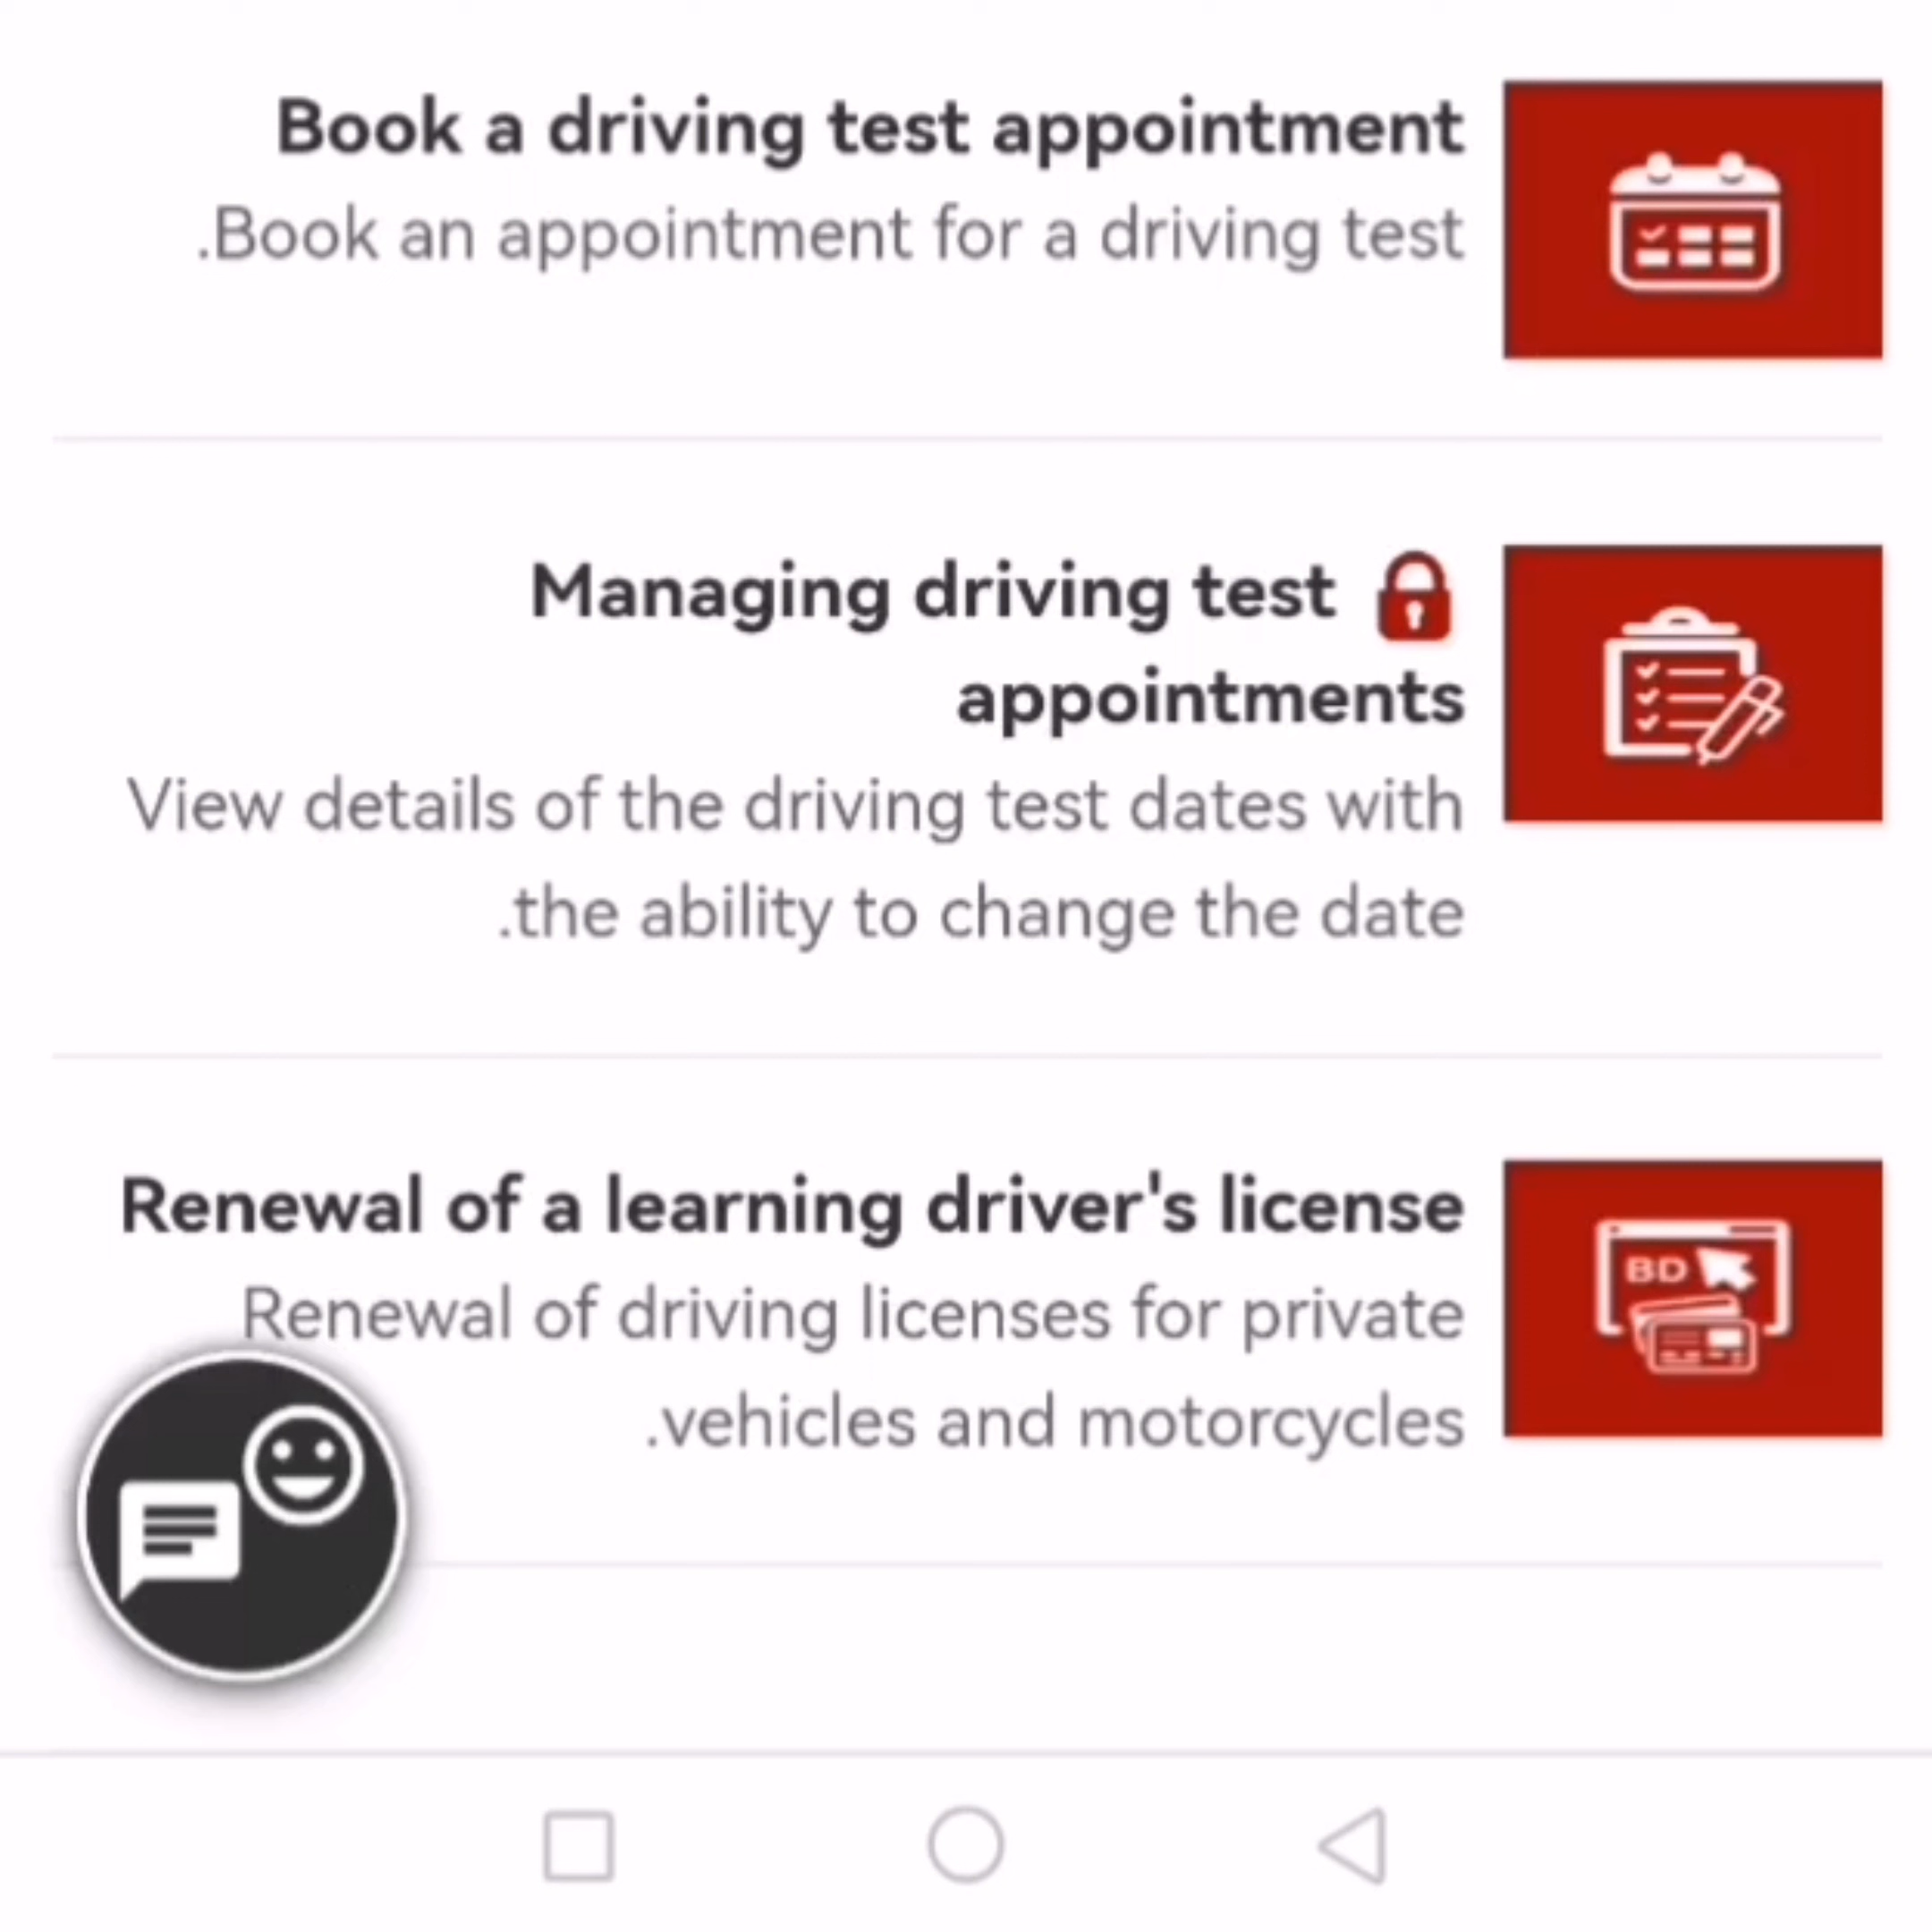 Book a driving test appointment
.Book an appointment for a driving test
Managing driving test
appointments
View details of the driving test dates with
.the ability to change the date
Renewal of a learning driver's license
BD
Renewal of driving licenses for private
.vehicles and motorcycles